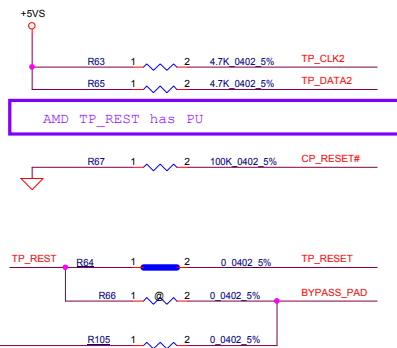 +5VS
R63 1 2 4.7K_0402_5% TP_CLK2
R65 1 2 4.7K_0402_5% TP_DATA2
AMD TP_REST has PU
R67 1 2 100K_0402_5% CP_RESET#
TP_REST R64 1 2 0_0402_5% TP_RESET
R66 1 @ 2 0_0402_5% BYPASS_PAD
R105 1 2 0_0402_5%